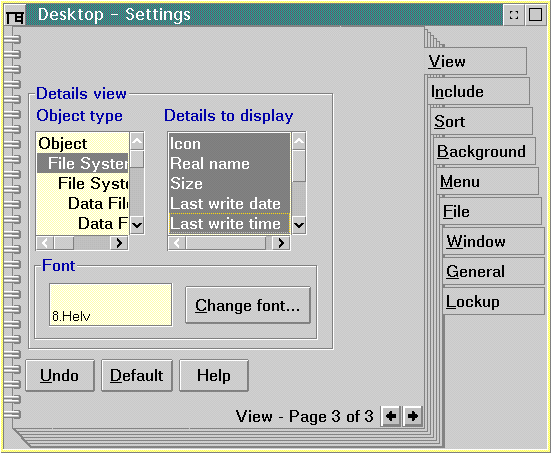 Desktop - Settings
View
Include
Sort
Background
Menu
File
Window
General
Lockup
Details view
Object type
Details to display
Object
File System
File Syste
Data File
Data F
Icon
Real name
Size
Last write date
Last write time
Font
8.Helv
Change font...
Undo
Default
Help
View - Page 3 of 3